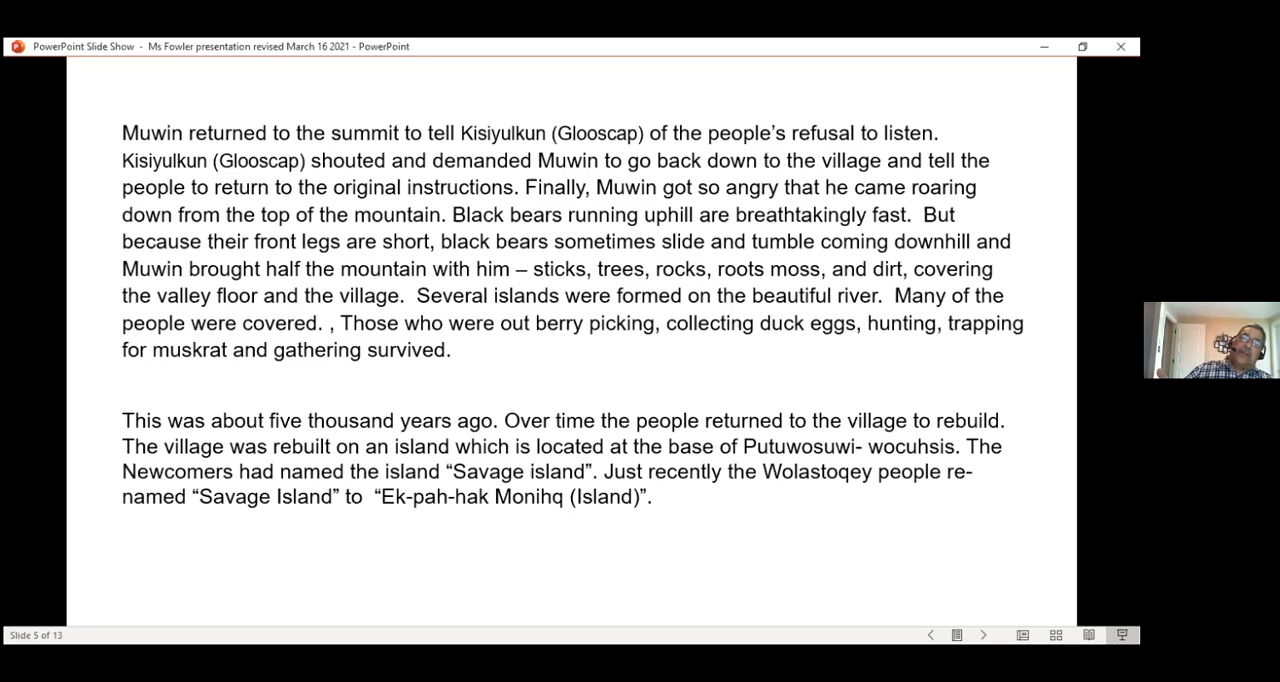 PowerPoint Slide Show - Ms Fowler presentation revised March 16 2021 - PowerPoint
Muwin returned to the summit to tell Kisiyulkun (Glooscap) of the people’s refusal to listen.
Kisiyulkun (Glooscap) shouted and demanded Muwin to go back down to the village and tell the
people to return to the original instructions. Finally, Muwin got so angry that he came roaring
down from the top of the mountain. Black bears running uphill are breathtakingly fast.  But
because their front legs are short, black bears sometimes slide and tumble coming downhill and
Muwin brought half the mountain with him – sticks, trees, rocks, roots moss, and dirt, covering
the valley floor and the village.  Several islands were formed on the beautiful river.  Many of the
people were covered. , Those who were out berry picking, collecting duck eggs, hunting, trapping
for muskrat and gathering survived.
This was about five thousand years ago. Over time the people returned to the village to rebuild.
The village was rebuilt on an island which is located at the base of Putuwosuwi- wocuhsis. The
Newcomers had named the island “Savage island”. Just recently the Wolastoqey people re-
named “Savage Island” to  “Ek-pah-hak Monihq (Island)”.
Slide 5 of 13